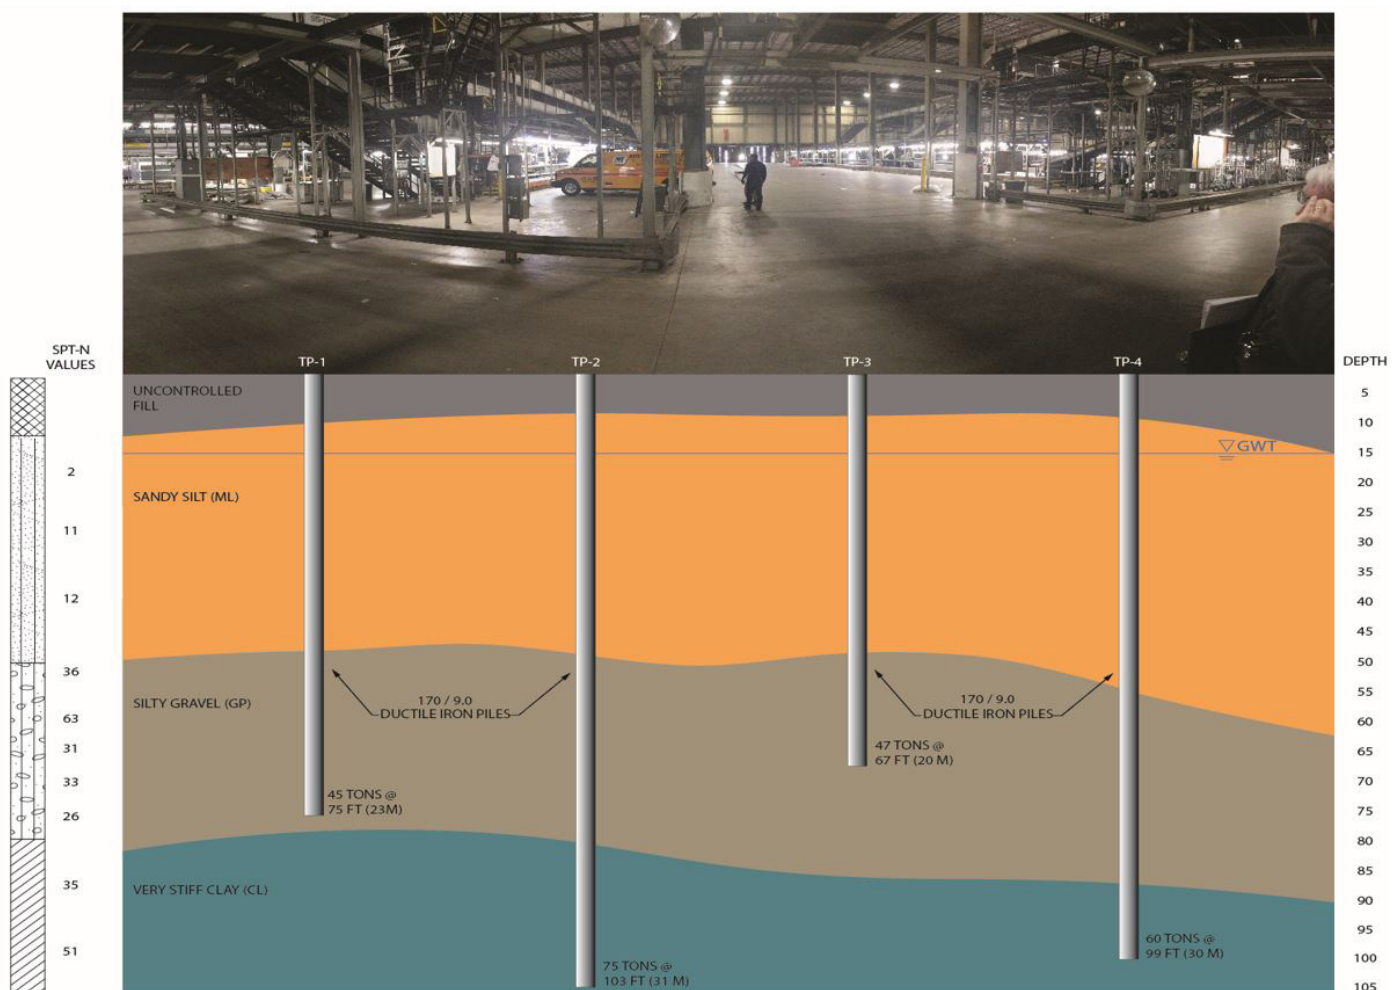 SPT-N
VALUES
TP-1
TP-2
TP-3
TP-4
DEPTH
UNCONTROLLED
FILL
5
10
GWT
15
2
SANDY SILT (ML)
20
25
11
30
35
12
40
45
36
50
170 / 9.0
DUCTILE IRON PILES
170 / 9.0
DUCTILE IRON PILES
55
SILTY GRAVEL (GP)
63
60
31
47 TONS @
67 FT (20 M)
65
33
70
45 TONS @
75 FT (23M)
26
75
80
35
VERY STIFF CLAY (CL)
85
90
51
60 TONS @
99 FT (30 M)
95
100
75 TONS @
103 FT (31 M)
105